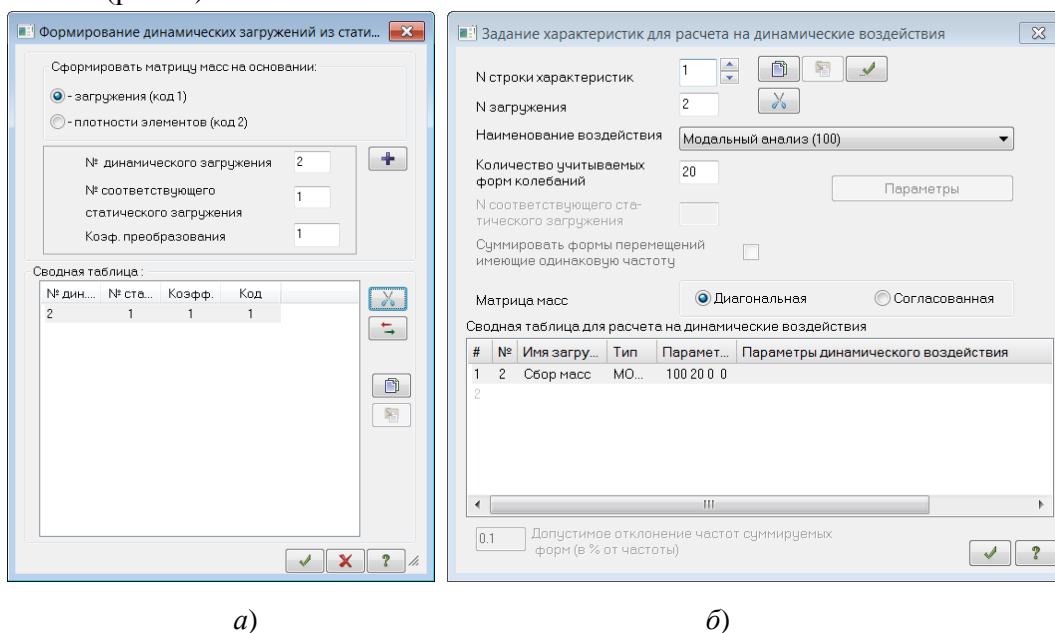 Формирование динамических загружений из стати...
Сформировать матрицу масс на основании:
- загружения (код 1)
- плотности элементов (код 2)
№ динамического загружения 2
№ соответствующего
статического загружения 1
Коэф. преобразования 1
Сводная таблица :
№ дин.... № ста... Коэфф. Код
2 1 1 1
а)
Задание характеристик для расчета на динамические воздействия
N строки характеристик 1
N загружения 2
Наименование воздействия Модальный анализ (100)
Количество учитываемых
форм колебаний 20
Параметры
N соответствующего ста-
тического загружения
Суммировать формы перемещений
имеющие одинаковую частоту
Матрица масс Диагональная Согласованная
Сводная таблица для расчета на динамические воздействия
# № Имя загру... Тип Парамет... Параметры динамического воздействия
1 2 Сбор масс МО... 100 20 0 0
2
0.1 Допустимое отклонение частот суммируемых
форм (в % от частоты)
б)